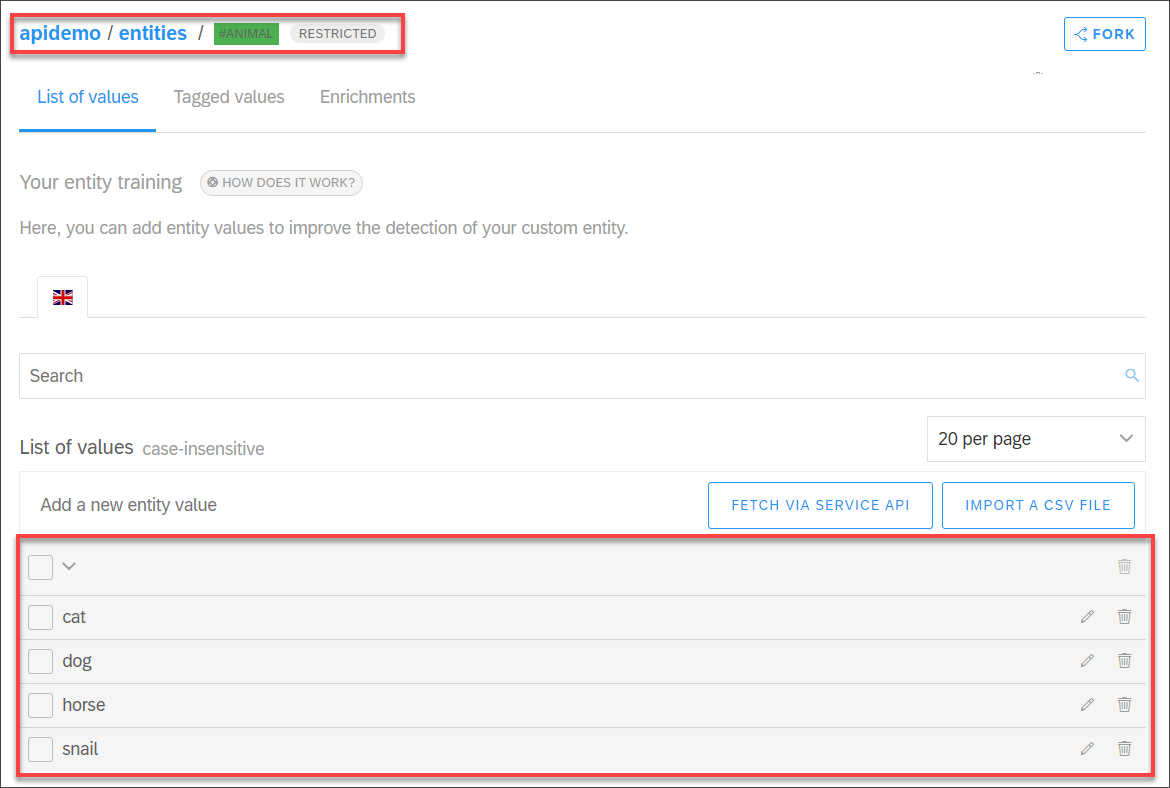 apidemo / entities / #ANIMAL RESTRICTED
FORK
List of values Tagged values Enrichments
Your entity training HOW DOES IT WORK?
Here, you can add entity values to improve the detection of your custom entity.
Search
List of values case-insensitive
20 per page
Add a new entity value FETCH VIA SERVICE API IMPORT A CSV FILE
cat
dog
horse
snail